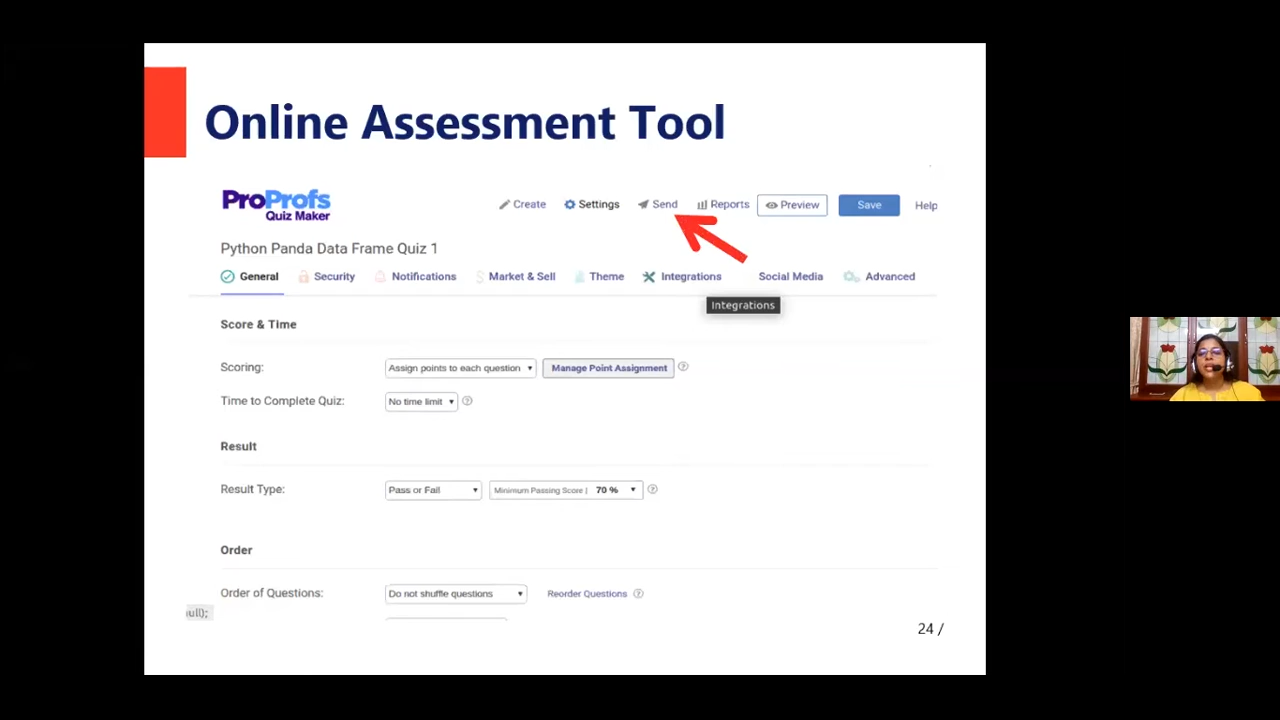 Online Assessment Tool
ProProfs
Quiz Maker
Create Settings Send Reports Preview Save Help
Python Panda Data Frame Quiz 1
General Security Notifications Market & Sell Theme Integrations Social Media Advanced
Integrations
Score & Time
Scoring: Assign points to each question Manage Point Assignment
Time to Complete Quiz: No time limit
Result
Result Type: Pass or Fail Minimum Passing Score | 70 %
Order
Order of Questions: Do not shuffle questions Reorder Questions
24 /